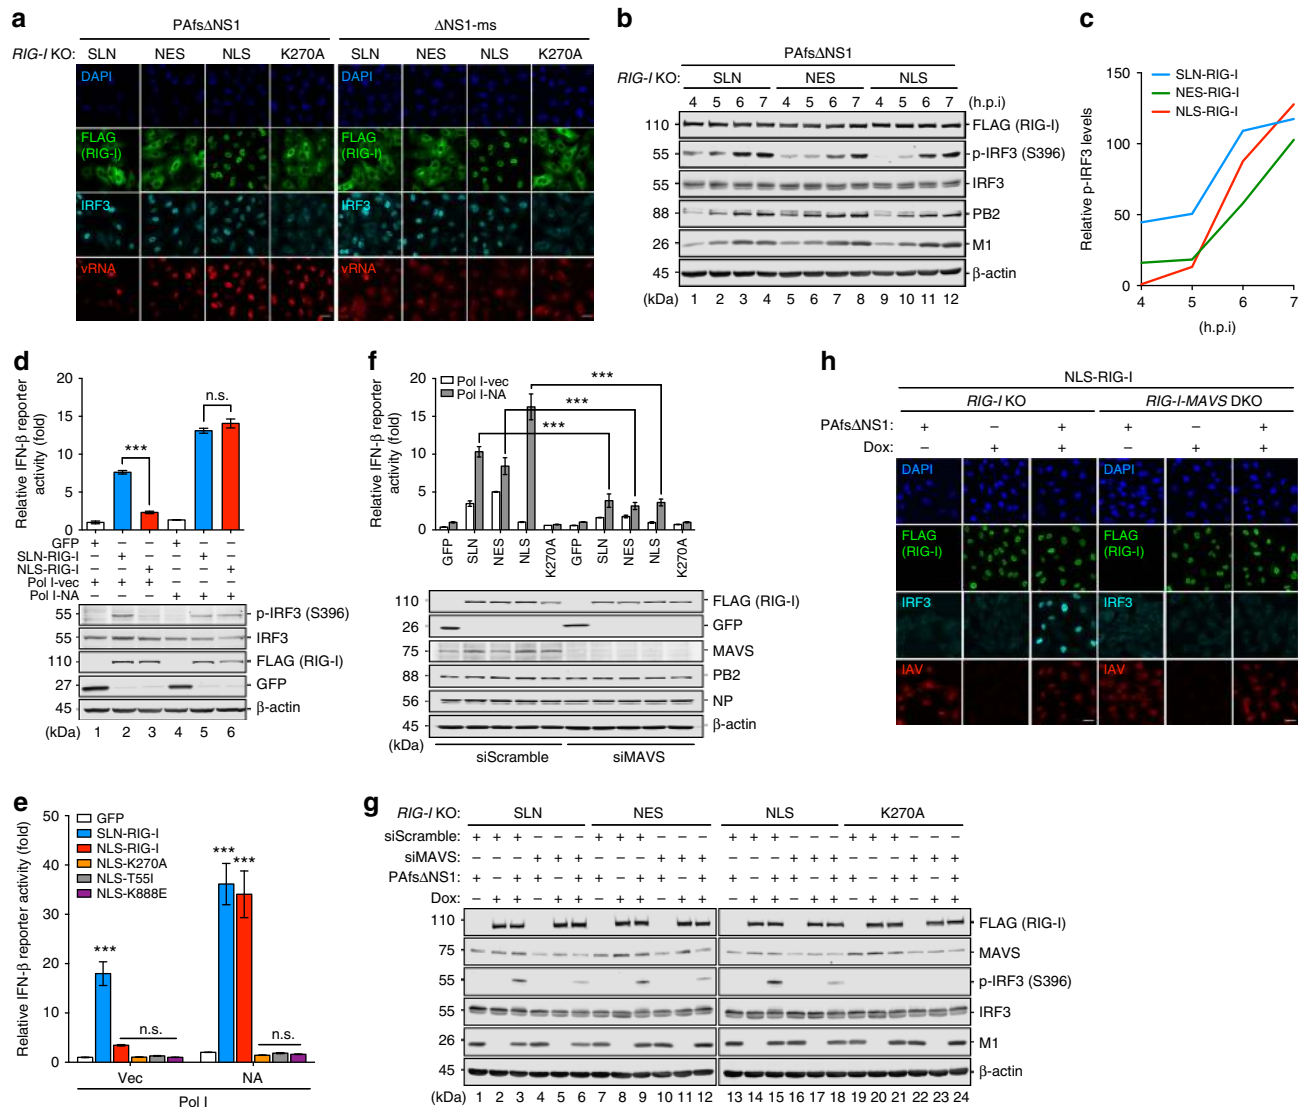 a
PAfsΔNS1
ΔNS1-ms
RIG-I KO: SLN NES NLS K270A SLN NES NLS K270A
DAPI DAPI
FLAG (RIG-I) FLAG (RIG-I)
IRF3 IRF3
vRNA vRNA
b
PAfsΔNS1
RIG-I KO: SLN NES NLS
4 5 6 7 4 5 6 7 4 5 6 7 (h.p.i)
110 FLAG (RIG-I)
55 p-IRF3 (S396)
55 IRF3
88 PB2
26 M1
45 β-actin
(kDa) 1 2 3 4 5 6 7 8 9 10 11 12
c
Relative p-IRF3 levels
150
100
50
0
SLN-RIG-I
NES-RIG-I
NLS-RIG-I
4 5 6 7
(h.p.i)
d
Relative IFN-β reporter activity (fold)
20
15
10
5
0
*** n.s.
GFP + – – + – –
SLN-RIG-I – + – – + –
NLS-RIG-I – – + – – +
Pol I-vec + + + – – –
Pol I-NA – – – + + +
55 p-IRF3 (S396)
55 IRF3
110 FLAG (RIG-I)
27 GFP
45 β-actin
(kDa) 1 2 3 4 5 6
e
Relative IFN-β reporter activity (fold)
50
40
30
20
10
0
GFP
SLN-RIG-I
NLS-RIG-I
NLS-K270A
NLS-T55I
NLS-K888E
*** n.s. *** *** n.s.
Vec NA
Pol I
f
Relative IFN-β reporter activity (fold)
20
15
10
5
0
Pol I-vec
Pol I-NA
***
***
***
GFP SLN NES NLS K270A GFP SLN NES NLS K270A
110 FLAG (RIG-I)
26 GFP
75 MAVS
88 PB2
56 NP
45 β-actin
(kDa)
siScramble siMAVS
g
RIG-I KO: SLN NES NLS K270A
siScramble: + + + – – – + + + – – – + + + – – – + + + – – –
siMAVS: – – – + + + – – – + + + – – – + + + – – – + + +
PAfsΔNS1: + – + + – + + – + + – + + – + + – + + – + + – +
Dox: – + + – + + – + + – + + – + + – + + – + + – + +
110 FLAG (RIG-I)
75 MAVS
55 p-IRF3 (S396)
55 IRF3
26 M1
45 β-actin
(kDa) 1 2 3 4 5 6 7 8 9 10 11 12 13 14 15 16 17 18 19 20 21 22 23 24
h
NLS-RIG-I
RIG-I KO RIG-I-MAVS DKO
PAfsΔNS1: + – + + – +
Dox: – + + – + +
DAPI DAPI
FLAG (RIG-I) FLAG (RIG-I)
IRF3 IRF3
IAV IAV